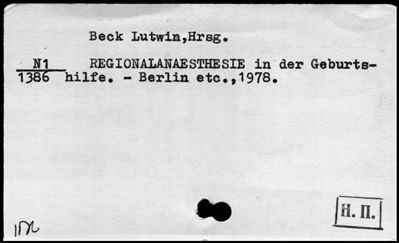 Beck Lutwin,Hrsg.
N1 REGIONALANAESTHESIE in der Geburts-
1386 hilfe. - Berlin etc.,1978.
Н. П.